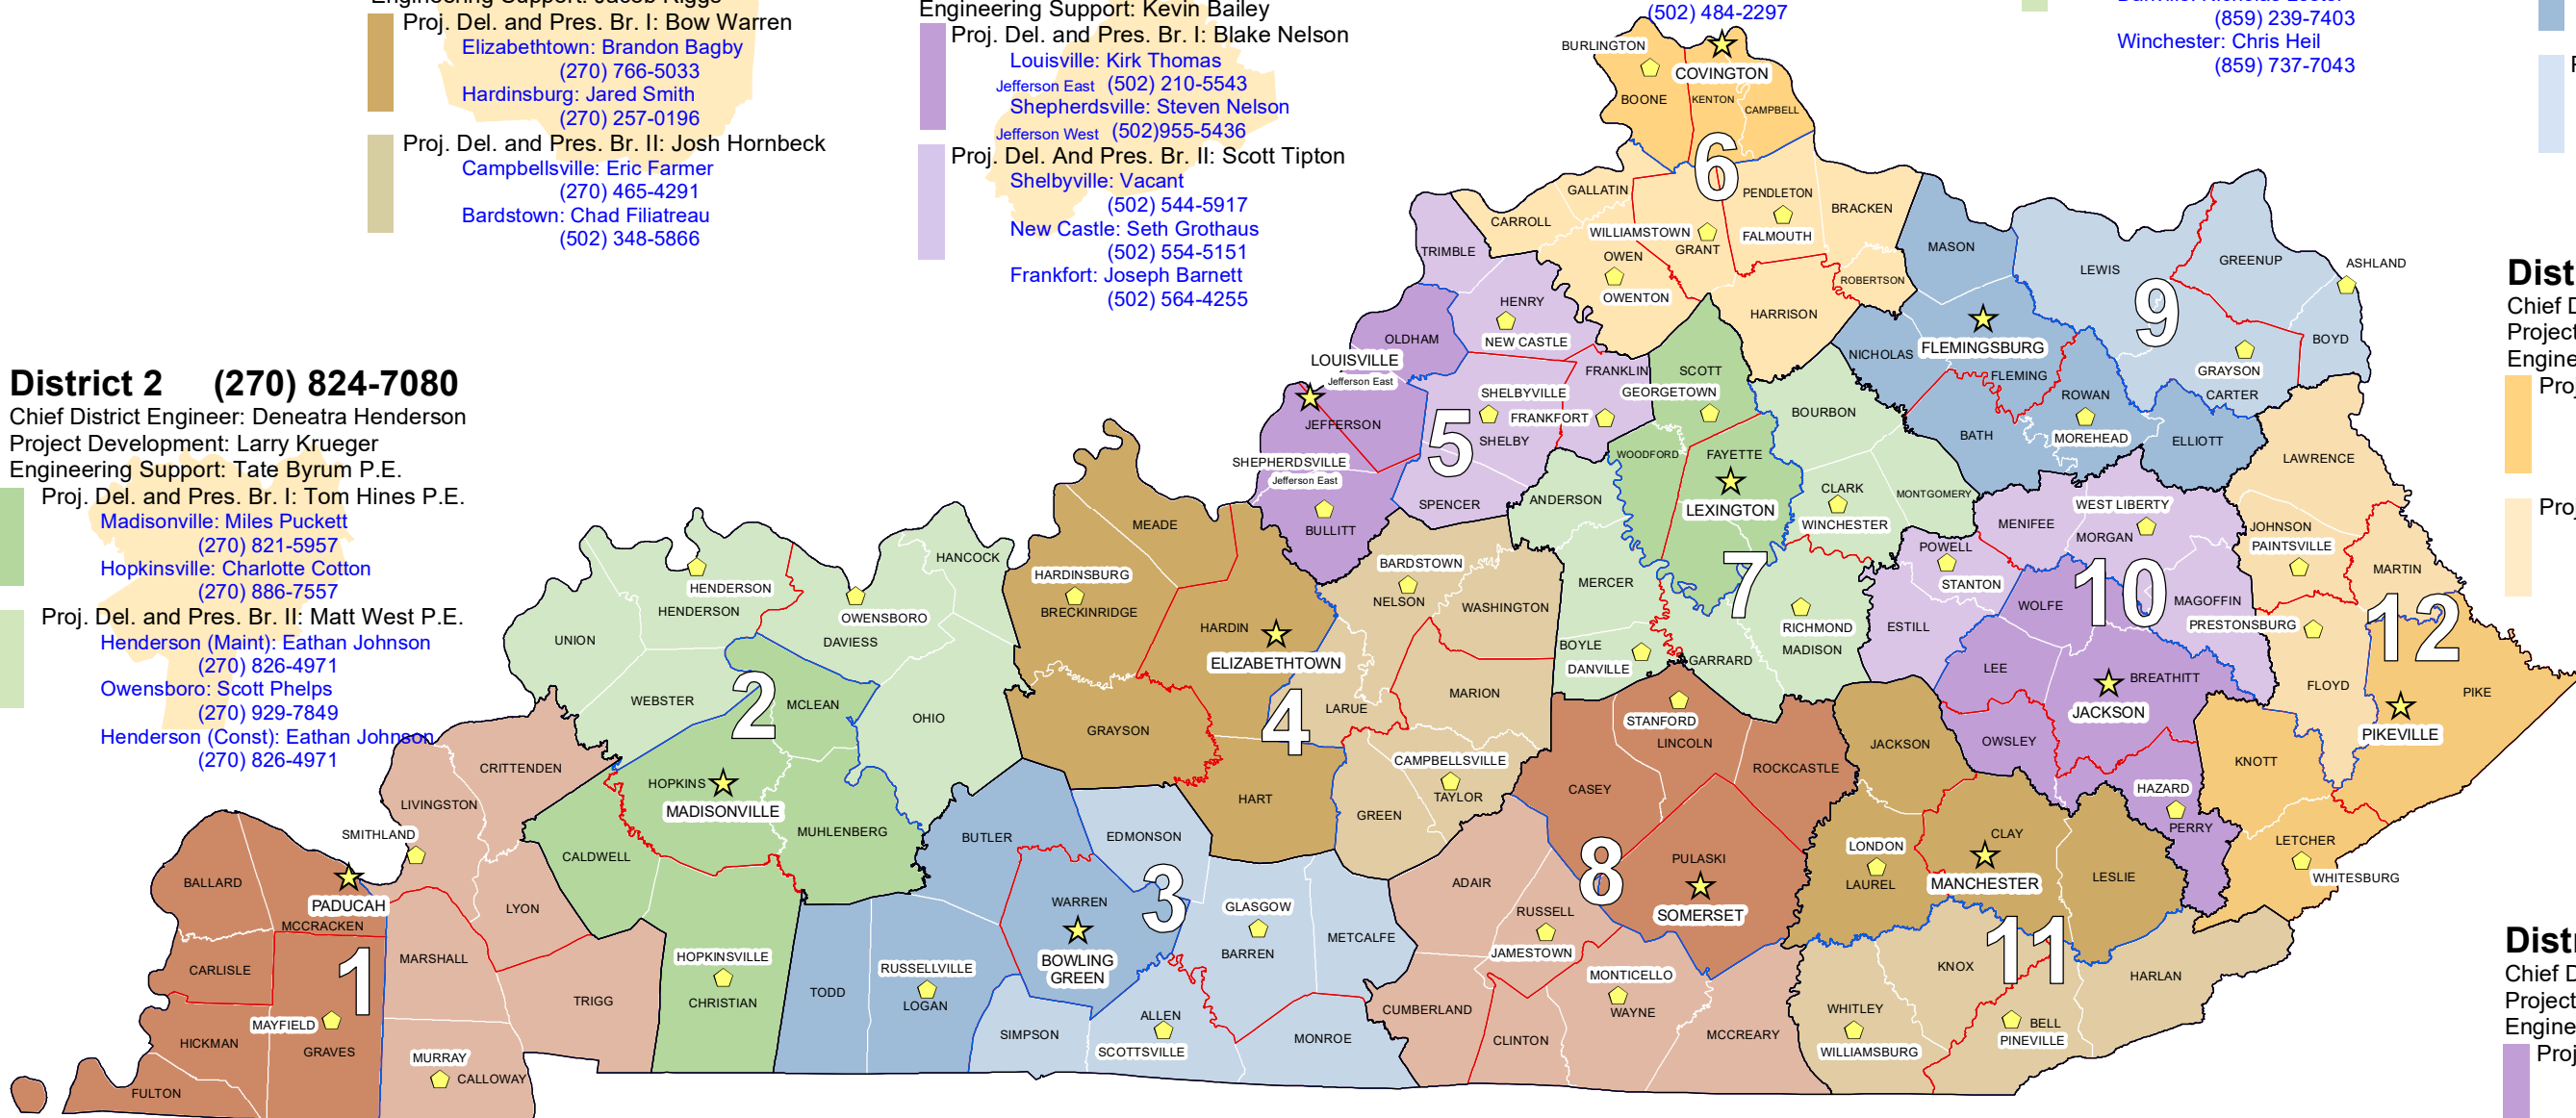 Engineering Support: Jacob Riggs
Proj. Del. and Pres. Br. I: Bow Warren
Elizabethtown: Brandon Bagby
(270) 766-5033
Hardinsburg: Jared Smith
(270) 257-0196
Proj. Del. and Pres. Br. II: Josh Hornbeck
Campbellsville: Eric Farmer
(270) 465-4291
Bardstown: Chad Filiatreau
(502) 348-5866
Engineering Support: Kevin Bailey
Proj. Del. and Pres. Br. I: Blake Nelson
Louisville: Kirk Thomas
Jefferson East (502) 210-5543
Shepherdsville: Steven Nelson
Jefferson West (502)955-5436
Proj. Del. And Pres. Br. II: Scott Tipton
Shelbyville: Vacant
(502) 544-5917
New Castle: Seth Grothaus
(502) 554-5151
Frankfort: Joseph Barnett
(502) 564-4255
(502) 484-2297
(859) 239-7403
Winchester: Chris Heil
(859) 737-7043
District 2 (270) 824-7080
Chief District Engineer: Deneatra Henderson
Project Development: Larry Krueger
Engineering Support: Tate Byrum P.E.
Proj. Del. and Pres. Br. I: Tom Hines P.E.
Madisonville: Miles Puckett
(270) 821-5957
Hopkinsville: Charlotte Cotton
(270) 886-7557
Proj. Del. and Pres. Br. II: Matt West P.E.
Henderson (Maint): Eathan Johnson
(270) 826-4971
Owensboro: Scott Phelps
(270) 929-7849
Henderson (Const): Eathan Johnson
(270) 826-4971
BURLINGTON
COVINGTON
BOONE
KENTON
CAMPBELL
6
GALLATIN
PENDLETON
CARROLL
BRACKEN
WILLIAMSTOWN
FALMOUTH
GRANT
OWEN
OWENTON
ROBERTSON
HARRISON
MASON
LEWIS
GREENUP
ASHLAND
9
BOYD
FLEMINGSBURG
NICHOLAS
FLEMING
GRAYSON
CARTER
ROWAN
MOREHEAD
BATH
ELLIOTT
TRIMBLE
HENRY
NEW CASTLE
OLDHAM
LOUISVILLE
Jefferson East
JEFFERSON
SHELBYVILLE
FRANKLIN
FRANKFORT
5
SHELBY
SHEPHERDSVILLE
Jefferson East
SPENCER
BULLITT
SCOTT
GEORGETOWN
BOURBON
WOODFORD
FAYETTE
LEXINGTON
ANDERSON
CLARK
WINCHESTER
MONTGOMERY
7
MERCER
RICHMOND
MADISON
BOYLE
DANVILLE
GARRARD
MENIFEE
WEST LIBERTY
MORGAN
POWELL
STANTON
10
WOLFE
MAGOFFIN
ESTILL
LEE
BREATHITT
JACKSON
OWSLEY
HAZARD
PERRY
LAWRENCE
JOHNSON
PAINTSVILLE
MARTIN
PRESTONSBURG
12
FLOYD
PIKE
PIKEVILLE
KNOTT
LETCHER
WHITESBURG
MEADE
HARDINSBURG
BRECKINRIDGE
BARDSTOWN
NELSON
WASHINGTON
HARDIN
ELIZABETHTOWN
4
LARUE
MARION
GRAYSON
CAMPBELLSVILLE
TAYLOR
HART
GREEN
HANCOCK
HENDERSON
HENDERSON
OWENSBORO
DAVIESS
UNION
WEBSTER
2
MCLEAN
OHIO
HOPKINS
MADISONVILLE
MUHLENBERG
CALDWELL
HOPKINSVILLE
CHRISTIAN
CRITTENDEN
LIVINGSTON
SMITHLAND
BALLARD
PADUCAH
MCCRACKEN
LYON
1
CARLISLE
MARSHALL
TRIGG
MAYFIELD
HICKMAN
GRAVES
MURRAY
CALLOWAY
FULTON
BUTLER
EDMONSON
WARREN
3
GLASGOW
BOWLING
GREEN
BARREN
METCALFE
RUSSELLVILLE
TODD
LOGAN
SIMPSON
ALLEN
SCOTTSVILLE
MONROE
STANFORD
LINCOLN
ROCKCASTLE
CASEY
8
PULASKI
SOMERSET
ADAIR
RUSSELL
JAMESTOWN
MONTICELLO
WAYNE
CUMBERLAND
CLINTON
MCCREARY
JACKSON
LONDON
LAUREL
CLAY
MANCHESTER
LESLIE
11
KNOX
HARLAN
WHITLEY
WILLIAMSBURG
BELL
PINEVILLE
Dist
Chief D
Project
Engine
Proj
Proj
Dist
Chief D
Project
Engine
Proj